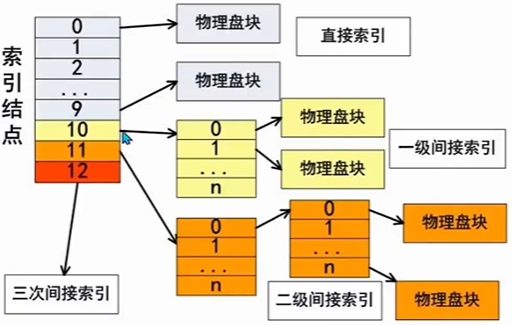 索引结点
0
1
2
...
9
10
11
12
物理盘块
直接索引
物理盘块
0
1
...
n
物理盘块
物理盘块
一级间接索引
0
1
...
n
0
1
...
n
物理盘块
物理盘块
二级间接索引
三次间接索引